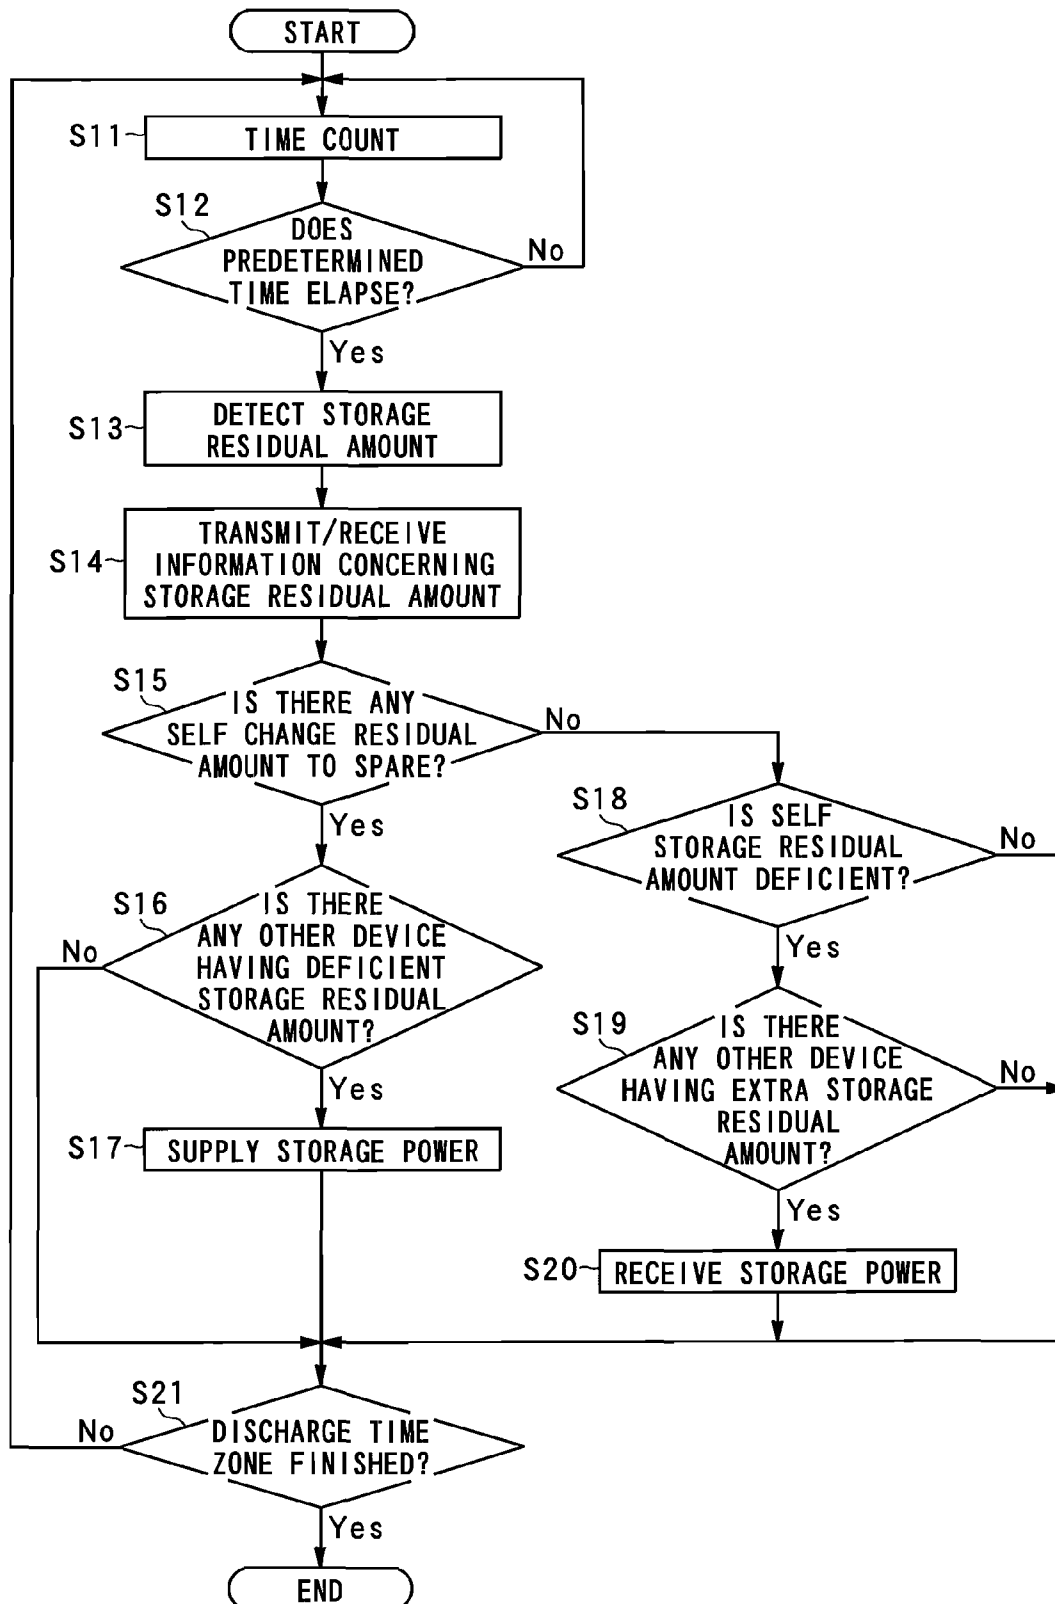 START
S11
TIME COUNT
S12
DOES
PREDETERMINED
TIME ELAPSE?
No
Yes
S13
DETECT STORAGE
RESIDUAL AMOUNT
S14
TRANSMIT/RECEIVE
INFORMATION CONCERNING
STORAGE RESIDUAL AMOUNT
S15
IS THERE ANY
SELF CHANGE RESIDUAL
AMOUNT TO SPARE?
No
Yes
S16
IS THERE
ANY OTHER DEVICE
HAVING DEFICIENT
STORAGE RESIDUAL
AMOUNT?
No
Yes
S17
SUPPLY STORAGE POWER
S18
IS SELF
STORAGE RESIDUAL
AMOUNT DEFICIENT?
No
Yes
S19
IS THERE
ANY OTHER DEVICE
HAVING EXTRA STORAGE
RESIDUAL
AMOUNT?
No
Yes
S20
RECEIVE STORAGE POWER
S21
DISCHARGE TIME
ZONE FINISHED?
No
Yes
END